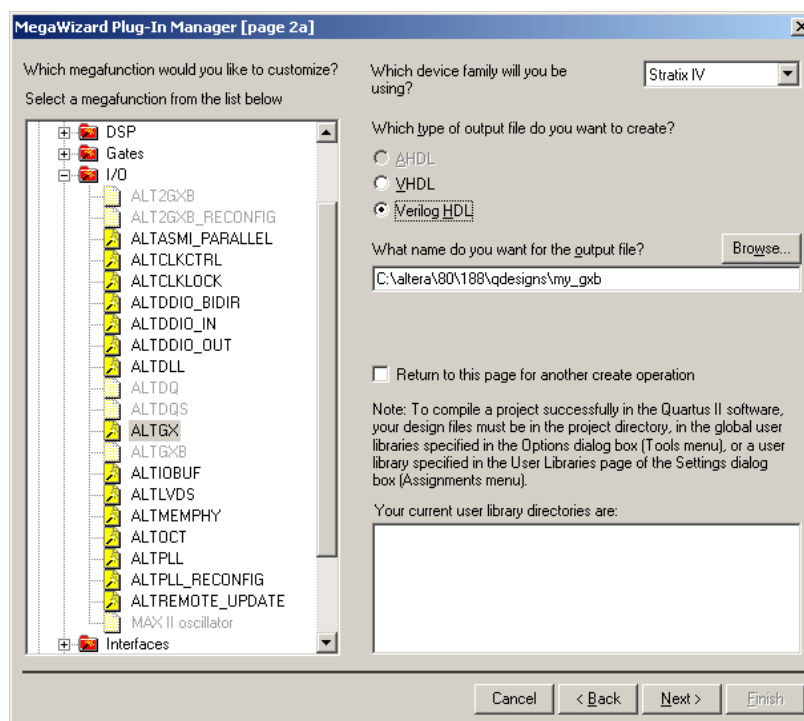 MegaWizard Plug-In Manager [page 2a]
Which megafunction would you like to customize?
Select a megafunction from the list below
DSP
Gates
I/O
ALT2GXB
ALT2GXB_RECONFIG
ALTASMI_PARALLEL
ALTCLKCTRL
ALTCLKLOCK
ALTDDIO_BIDIR
ALTDDIO_IN
ALTDDIO_OUT
ALTDLL
ALTDQ
ALTDQS
ALTGX
ALTGXB
ALTIOBUF
ALTLVDS
ALTMEMPHY
ALTOCT
ALTPLL
ALTPLL_RECONFIG
ALTREMOTE_UPDATE
MAX II oscillator
Interfaces
Which device family will you be
using?
Stratix IV
Which type of output file do you want to create?
AHDL
VHDL
Verilog HDL
What name do you want for the output file?
Browse...
C:\altera\80\188\qdesigns\my_gxb
Return to this page for another create operation
Note: To compile a project successfully in the Quartus II software,
your design files must be in the project directory, in the global user
libraries specified in the Options dialog box (Tools menu), or a user
library specified in the User Libraries page of the Settings dialog
box (Assignments menu).
Your current user library directories are:
Cancel
< Back
Next >
Finish